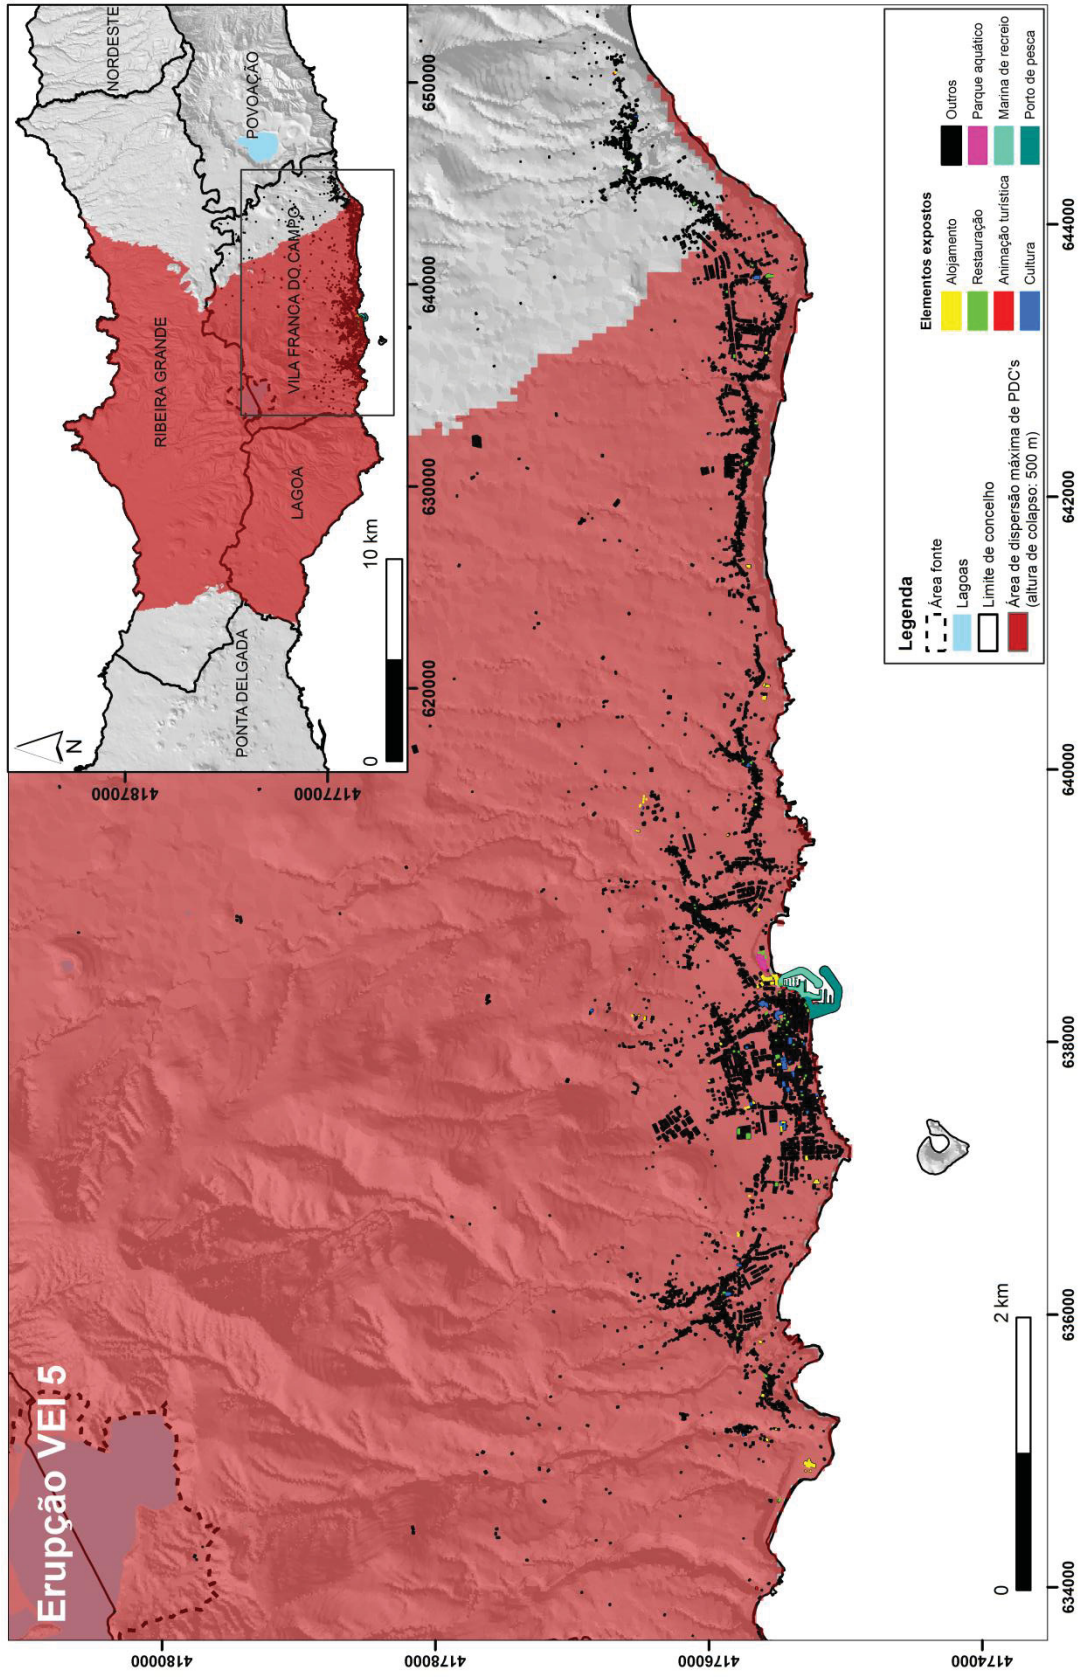 Erupção VEI 5
NORDESTE
POVOAÇÃO
RIBEIRA GRANDE
VILA FRANCA DO CAMPO
LAGOA
PONTA DELGADA
N
0 10 km
4187000
4177000
620000
630000
640000
650000
4180000
4178000
4176000
4174000
634000
636000
638000
640000
642000
644000
0 2 km
Legenda
Área fonte
Lagoas
Limite de concelho
Área de dispersão máxima de PDC's
(altura de colapso: 500 m)
Elementos expostos
Alojamento
Restauração
Animação turística
Cultura
Outros
Parque aquático
Marina de recreio
Porto de pesca